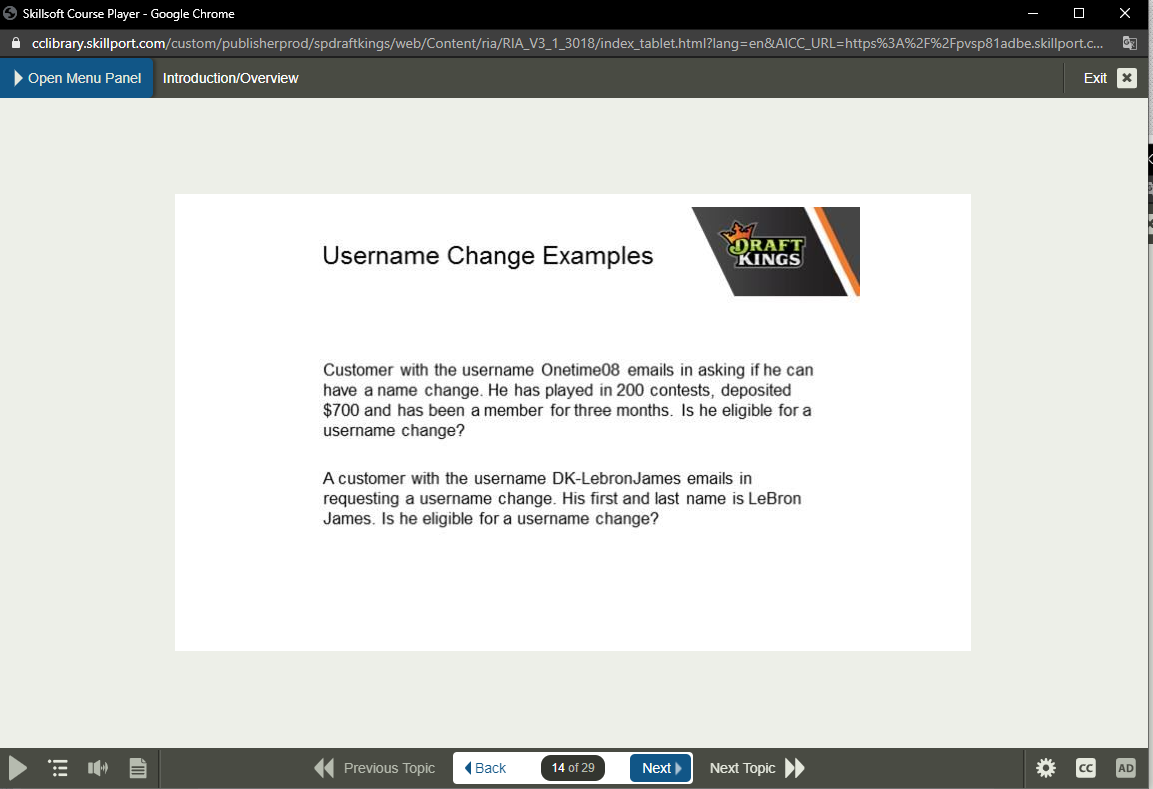 Skillsoft Course Player - Google Chrome
cclibrary.skillport.com/custom/publisherprod/spdraftkings/web/Content/ria/RIA_V3_1_3018/index_tablet.html?lang=en&AICC_URL=https%3A%2F%2Fpvsp81adbe.skillport.c...
Open Menu Panel Introduction/Overview Exit
Username Change Examples
DRAFT
KINGS
Customer with the username Onetime08 emails in asking if he can
have a name change. He has played in 200 contests, deposited
$700 and has been a member for three months. Is he eligible for a
username change?
A customer with the username DK-LebronJames emails in
requesting a username change. His first and last name is LeBron
James. Is he eligible for a username change?
Previous Topic Back 14 of 29 Next Next Topic CC AD